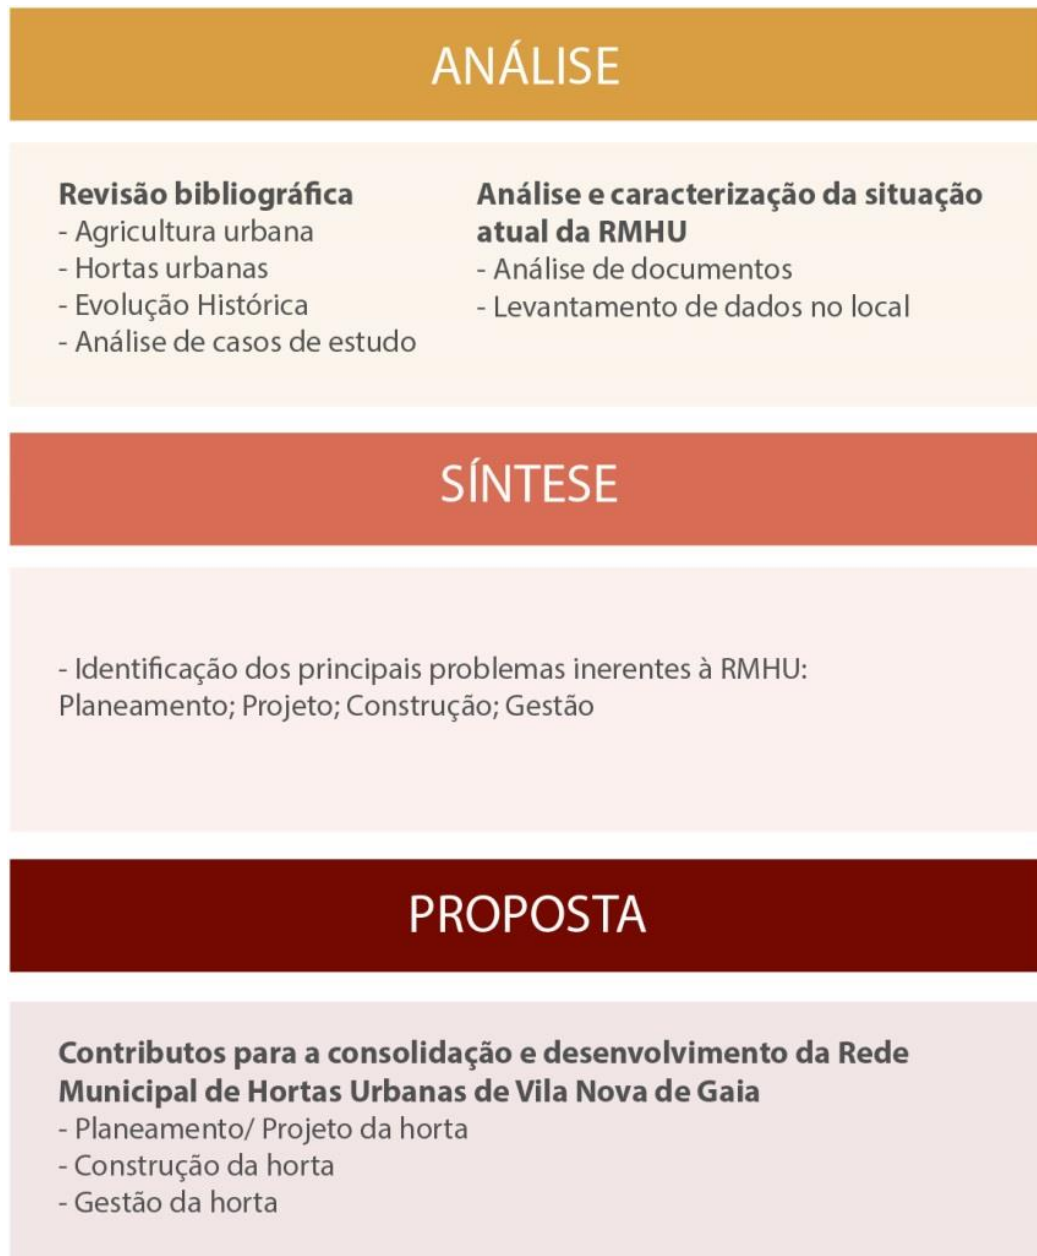 ANÁLISE
Revisão bibliográfica
- Agricultura urbana
- Hortas urbanas
- Evolução Histórica
- Análise de casos de estudo
Análise e caracterização da situação
atual da RMHU
- Análise de documentos
- Levantamento de dados no local
SÍNTESE
- Identificação dos principais problemas inerentes à RMHU:
Planeamento; Projeto; Construção; Gestão
PROPOSTA
Contributos para a consolidação e desenvolvimento da Rede
Municipal de Hortas Urbanas de Vila Nova de Gaia
- Planeamento/ Projeto da horta
- Construção da horta
- Gestão da horta